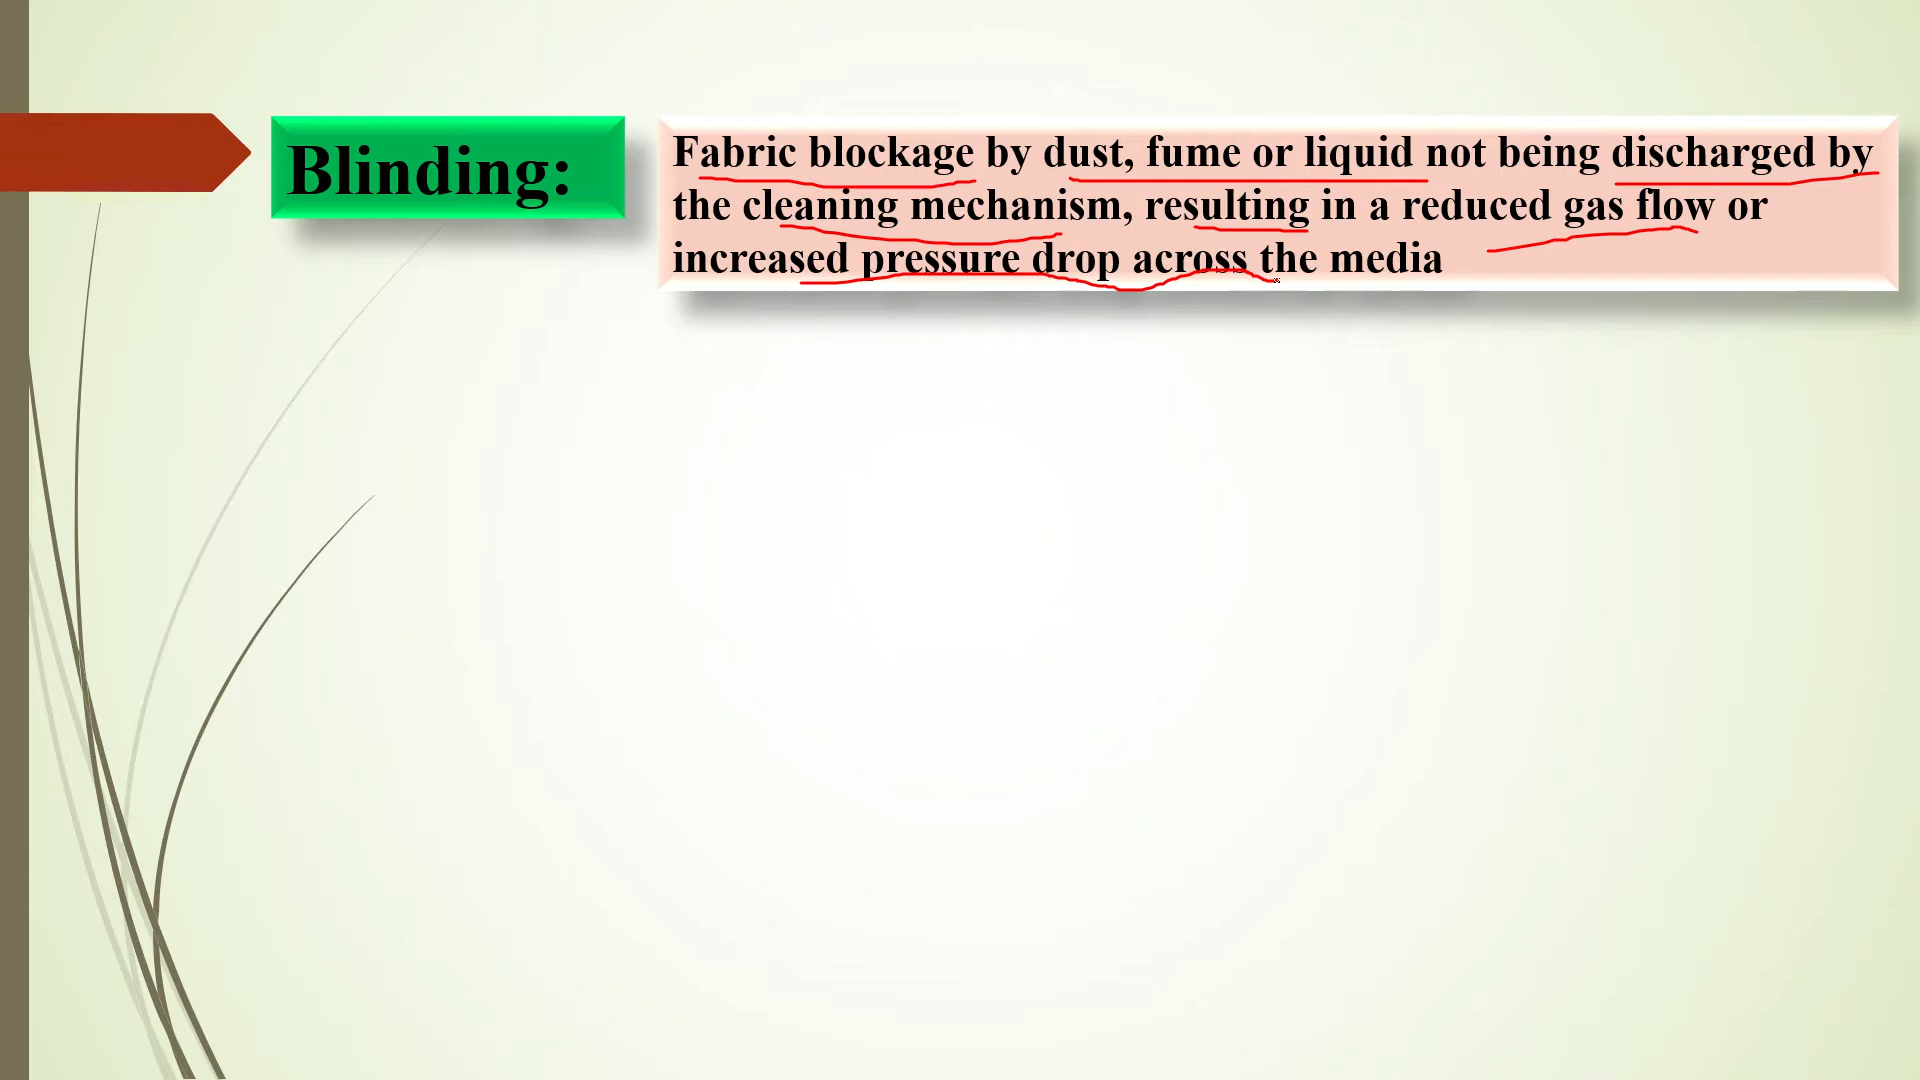 Blinding:
Fabric blockage by dust, fume or liquid not being discharged by
the cleaning mechanism, resulting in a reduced gas flow or
increased pressure drop across the media